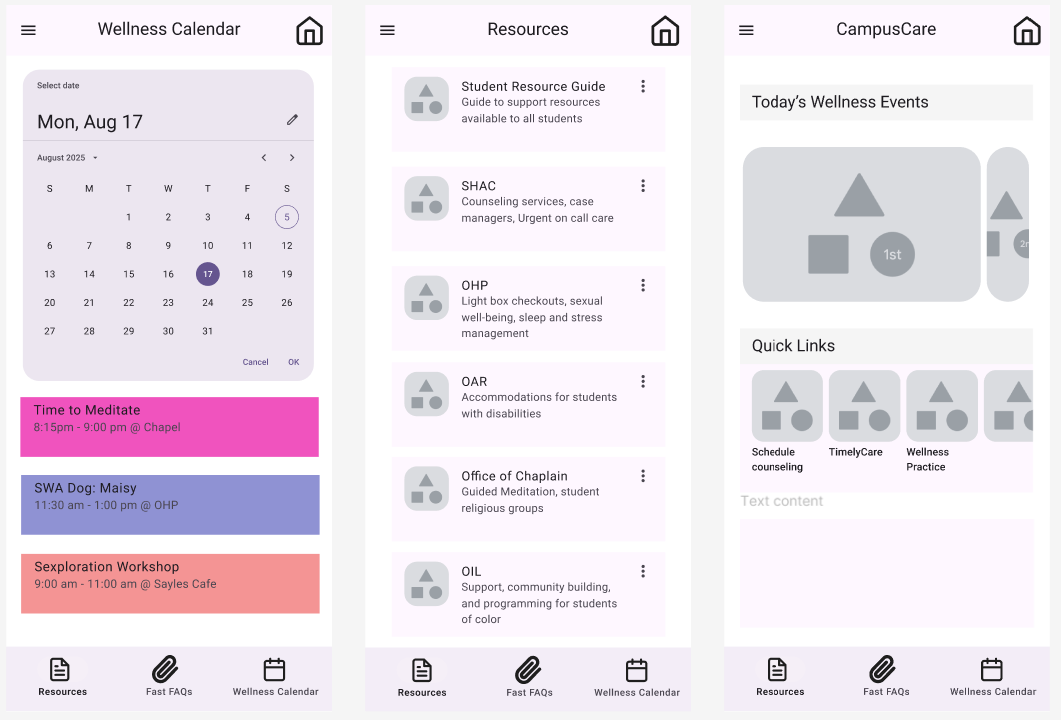 Wellness Calendar
Select date
Mon, Aug 17
August 2025
S M T W T F S
1 2 3 4 5
6 7 8 9 10 11 12
13 14 15 16 17 18 19
20 21 22 23 24 25 26
27 28 29 30 31
Cancel OK
Time to Meditate
8:15pm - 9:00 pm @ Chapel
SWA Dog: Maisy
11:30 am - 1:00 pm @ OHP
Sexploration Workshop
9:00 am - 11:00 am @ Sayles Cafe
Resources Fast FAQs Wellness Calendar
Resources
Student Resource Guide
Guide to support resources
available to all students
SHAC
Counseling services, case
managers, Urgent on call care
OHP
Light box checkouts, sexual
well-being, sleep and stress
management
OAR
Accommodations for students
with disabilities
Office of Chaplain
Guided Meditation, student
religious groups
OIL
Support, community building,
and programming for students
of color
Resources Fast FAQs Wellness Calendar
CampusCare
Today's Wellness Events
1st
Quick Links
Schedule
counseling
TimelyCare
Wellness
Practice
Text content
Resources Fast FAQs Wellness Calendar